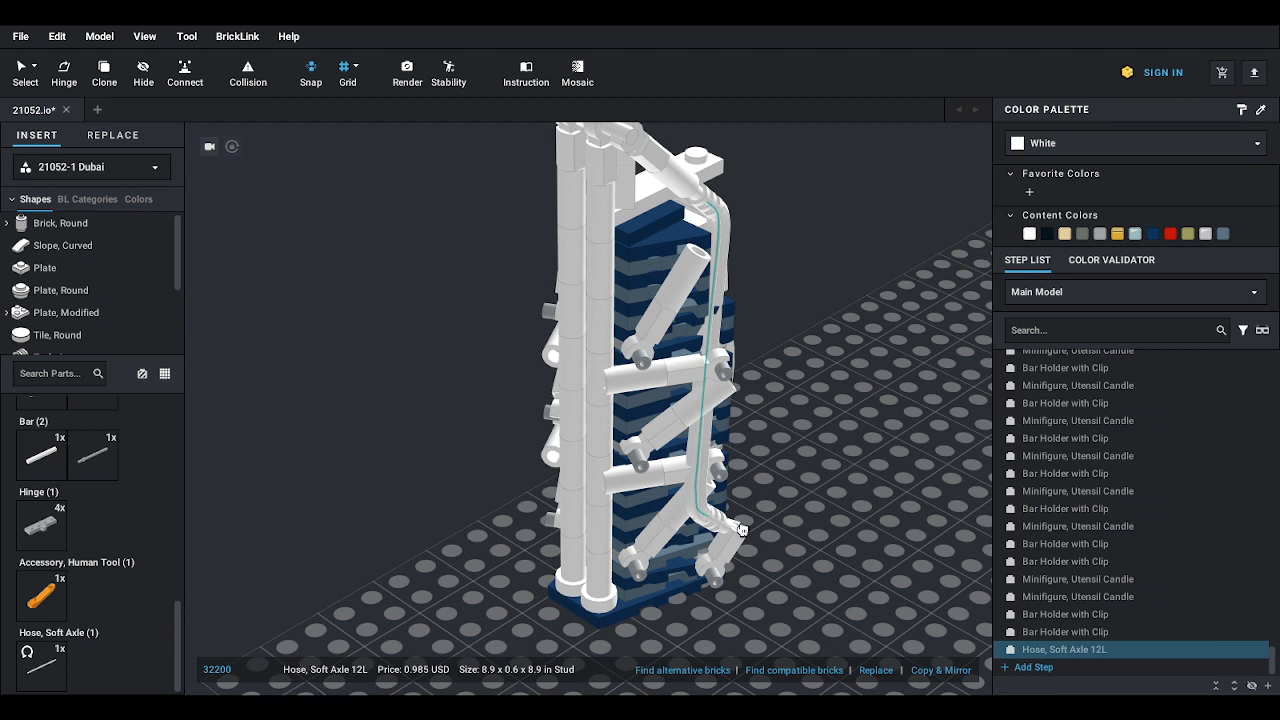 File Edit Model View Tool BrickLink Help
Select Hinge Clone Hide Connect Collision Snap Grid Render Stability Instruction Mosaic SIGN IN
21052.io*
COLOR PALETTE
INSERT REPLACE
White
21052-1 Dubai
Favorite Colors
Shapes BL Categories Colors
Content Colors
Brick, Round
Slope, Curved
Plate
Plate, Round
Plate, Modified
Tile, Round
STEP LIST COLOR VALIDATOR
Main Model
Search...
Search Parts...
Bar (2)
1x 1x
Hinge (1)
4x
Accessory, Human Tool (1)
1x
Hose, Soft Axle (1)
1x
Minifigure, Utensil Candle
Bar Holder with Clip
Minifigure, Utensil Candle
Bar Holder with Clip
Minifigure, Utensil Candle
Bar Holder with Clip
Minifigure, Utensil Candle
Bar Holder with Clip
Minifigure, Utensil Candle
Bar Holder with Clip
Minifigure, Utensil Candle
Bar Holder with Clip
Bar Holder with Clip
Minifigure, Utensil Candle
Minifigure, Utensil Candle
Bar Holder with Clip
Bar Holder with Clip
Hose, Soft Axle 12L
Add Step
32200 Hose, Soft Axle 12L Price: 0.985 USD Size: 8.9 x 0.6 x 8.9 in Stud Find alternative bricks | Find compatible bricks | Replace | Copy & Mirror